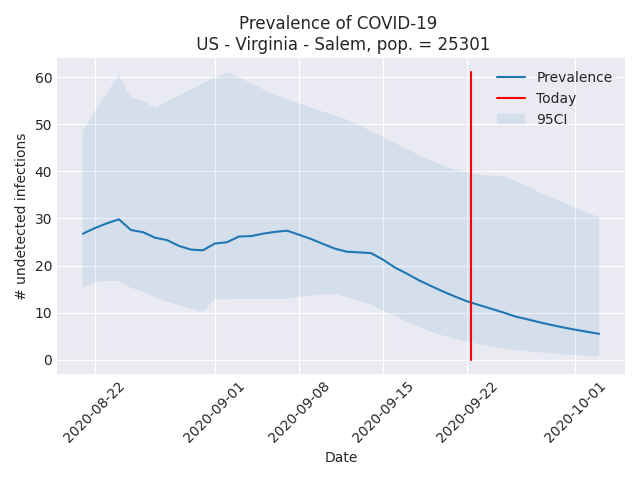 Prevalence of COVID-19
US - Virginia - Salem, pop. = 25301
# undetected infections
60
50
40
30
20
10
0
Prevalence
Today
95CI
2020-08-22
2020-09-01
2020-09-08
2020-09-15
2020-09-22
2020-10-01
Date